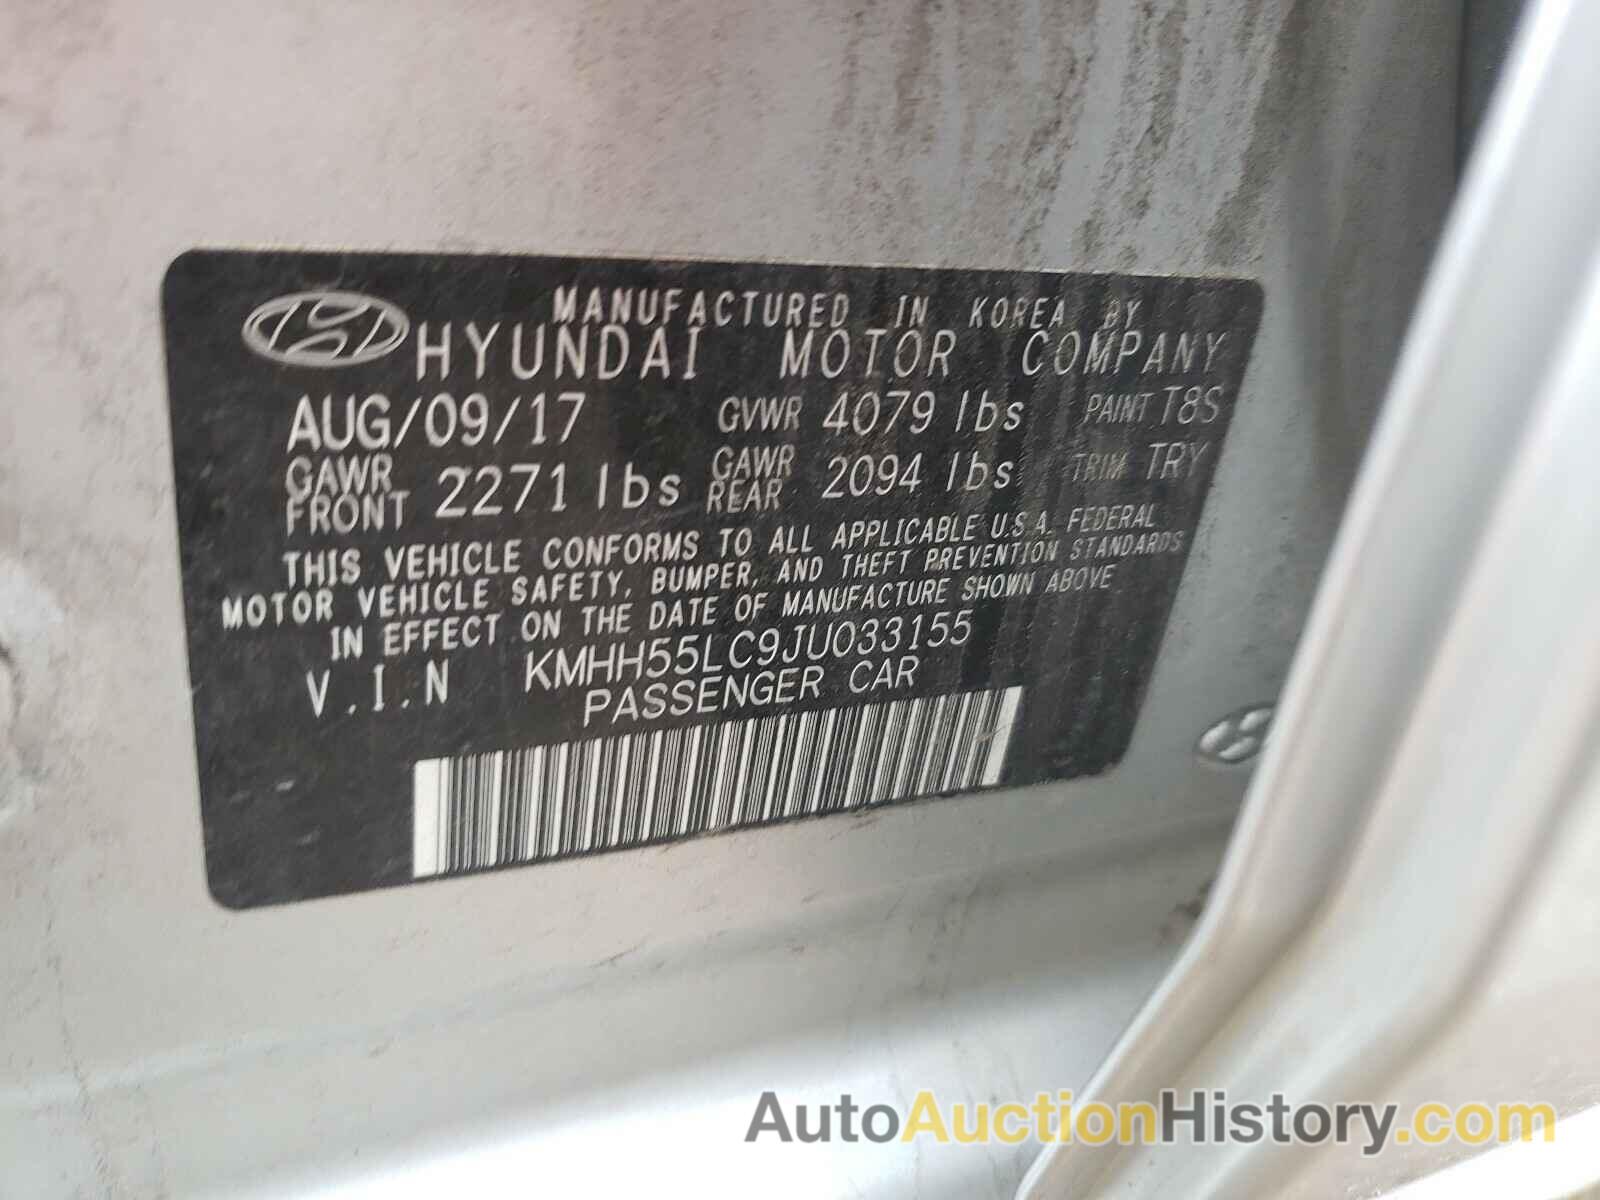 MANUFACTURED IN KOREA BY
HYUNDAI MOTOR COMPANY
AUG/09/17 GVWR 4079 lbs PAINT T8S
GAWR FRONT 2271 lbs GAWR REAR 2094 lbs TRIM TRY
THIS VEHICLE CONFORMS TO ALL APPLICABLE U.S.A. FEDERAL
MOTOR VEHICLE SAFETY, BUMPER, AND THEFT PREVENTION STANDARDS
IN EFFECT ON THE DATE OF MANUFACTURE SHOWN ABOVE
V.I.N KMHH55LC9JU033155
PASSENGER CAR
AutoAuctionHistory.com